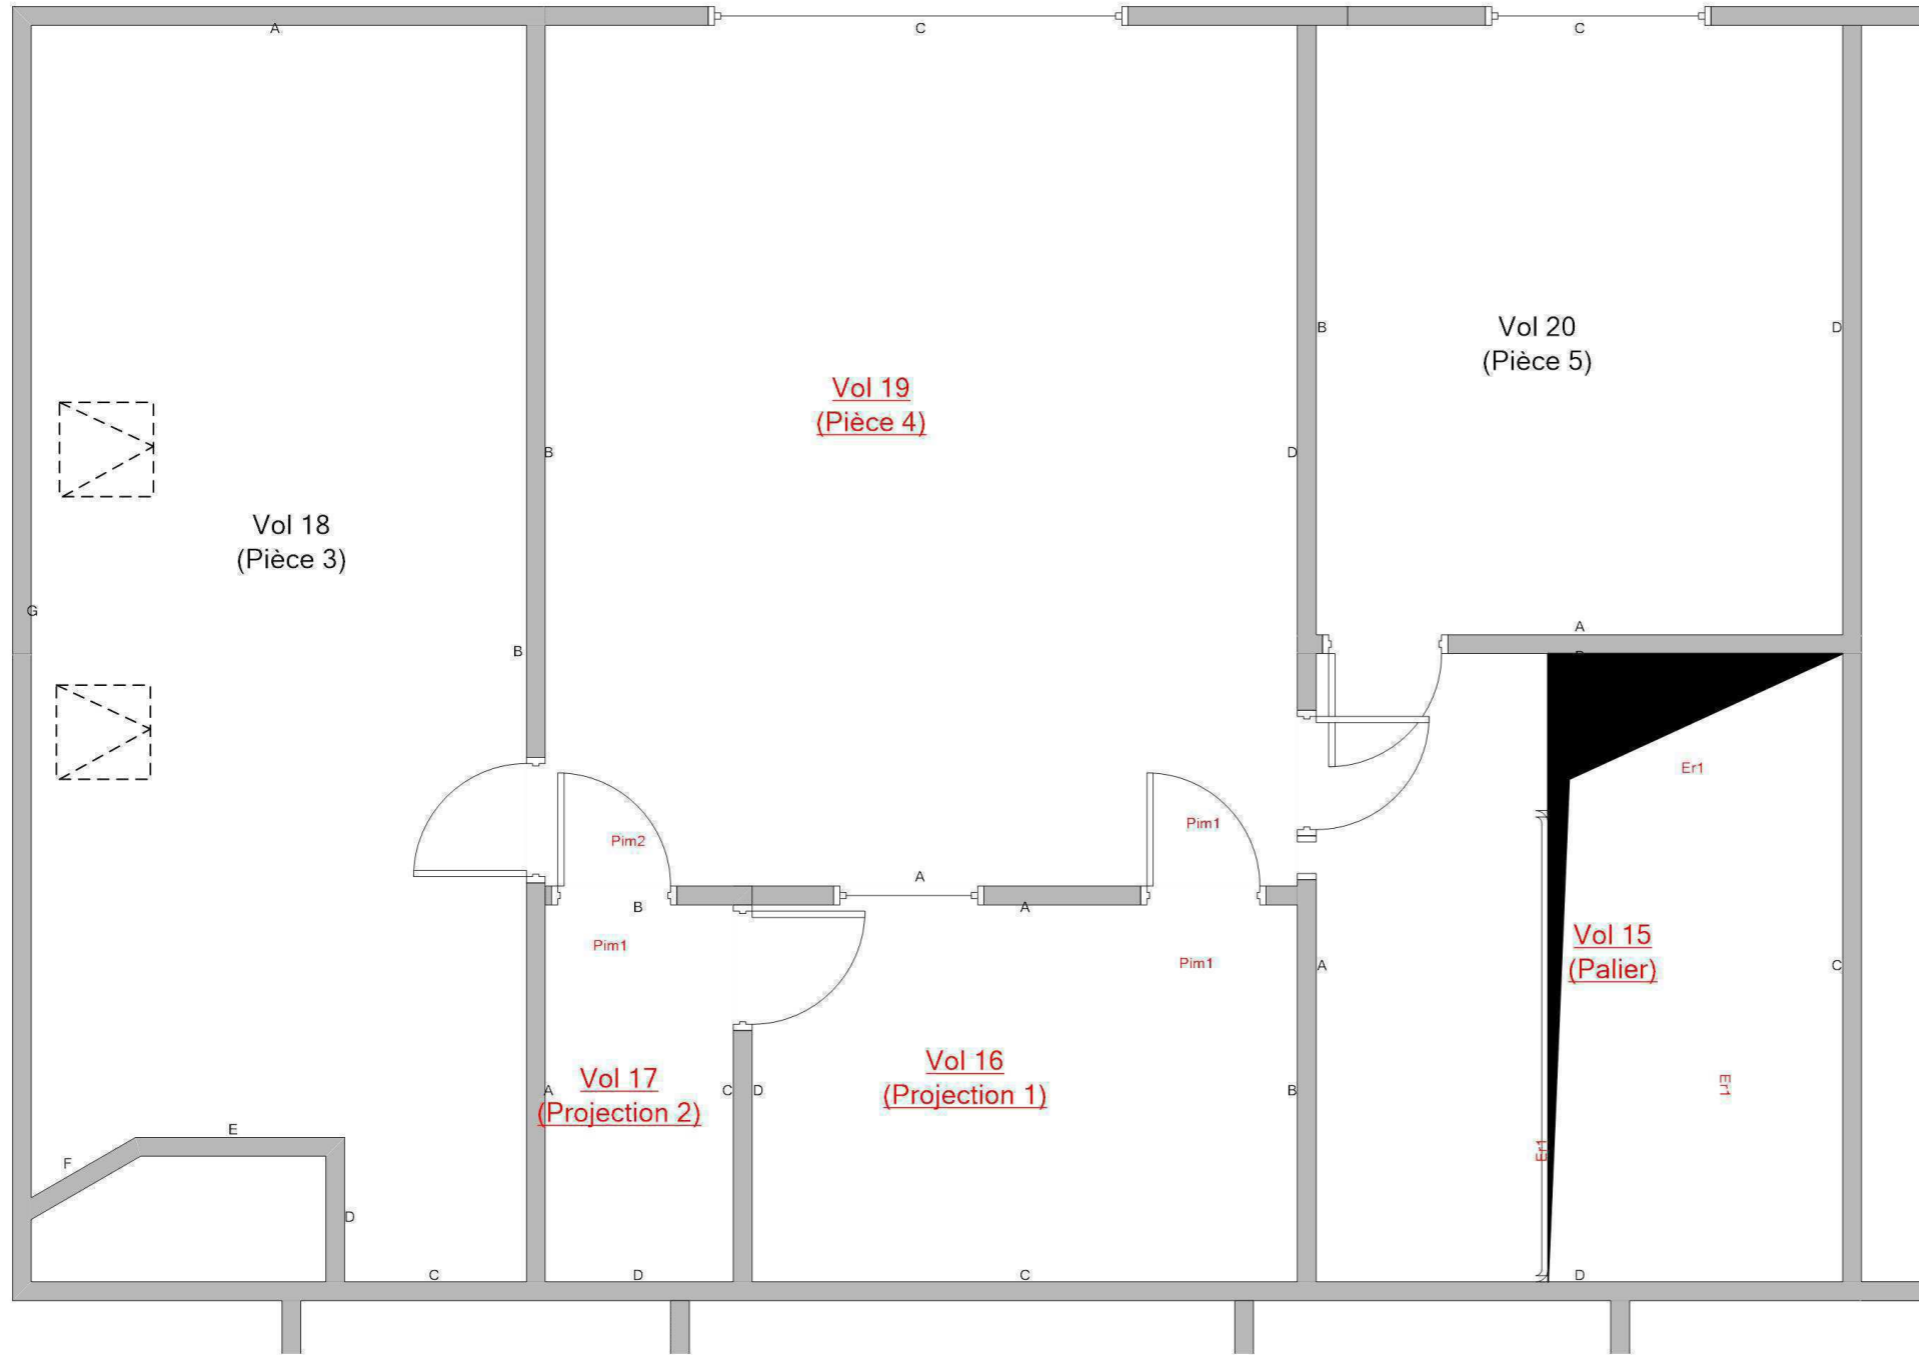 A
C
C
Vol 20
(Pièce 5)
B
D
Vol 19
(Pièce 4)
B
D
Vol 18
(Pièce 3)
G
B
A
Er1
Pim2
Pim1
A
B
A
Pim1
Pim1
Vol 15
(Palier)
A
C
Vol 16
(Projection 1)
Vol 17
(Projection 2)
A
C
D
B
Er1
Er1
E
F
D
C
D
C
D